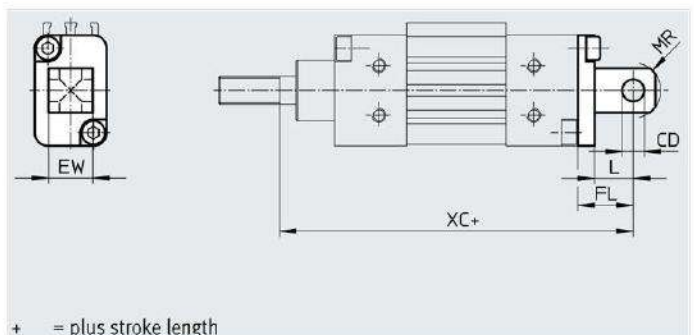 MR
CD
EW
L
FL
XC+
+ = plus stroke length